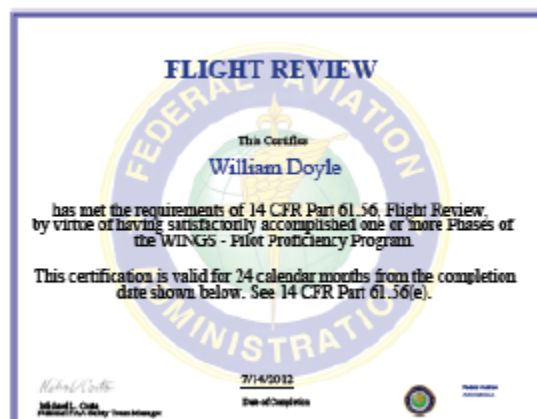 FLIGHT REVIEW
FEDERAL AVIATION
ADMINISTRATION
This Certifies
William Doyle
has met the requirements of 14 CFR Part 61.56, Flight Review,
by virtue of having satisfactorily accomplished one or more Phases of
the WINGS - Pilot Proficiency Program.
This certification is valid for 24 calendar months from the completion
date shown below. See 14 CFR Part 61.56(e).
7/14/2012
Michael L. Costa
Date of Completion